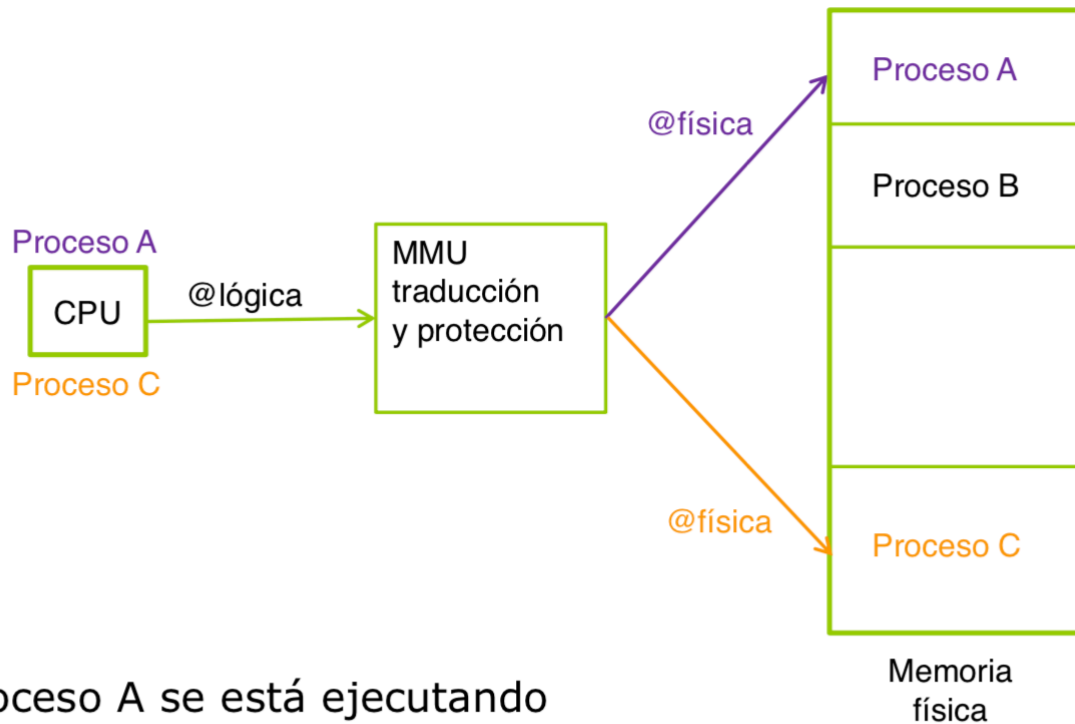 Proceso A
CPU
Proceso C
@lógica
MMU
traducción
y protección
@física
@física
Proceso A
Proceso B
Proceso C
Memoria
física
oceso A se está ejecutando